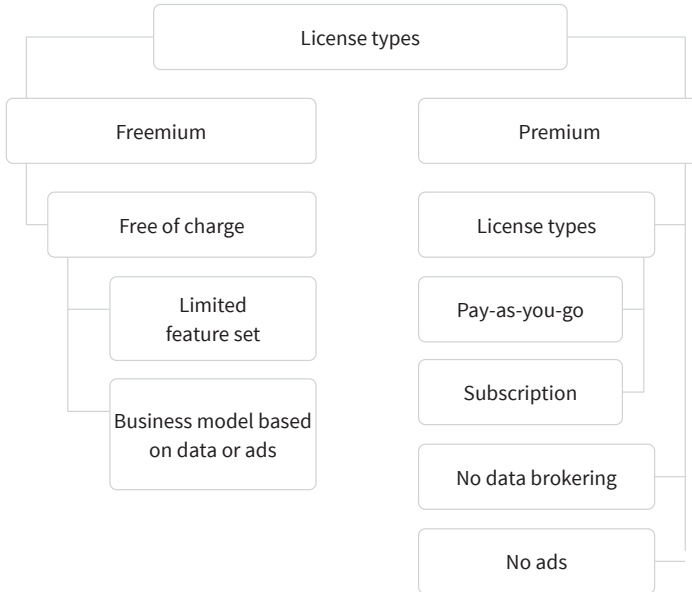 License types
Freemium
Premium
Free of charge
License types
Limited
feature set
Pay-as-you-go
Subscription
Business model based
on data or ads
No data brokering
No ads